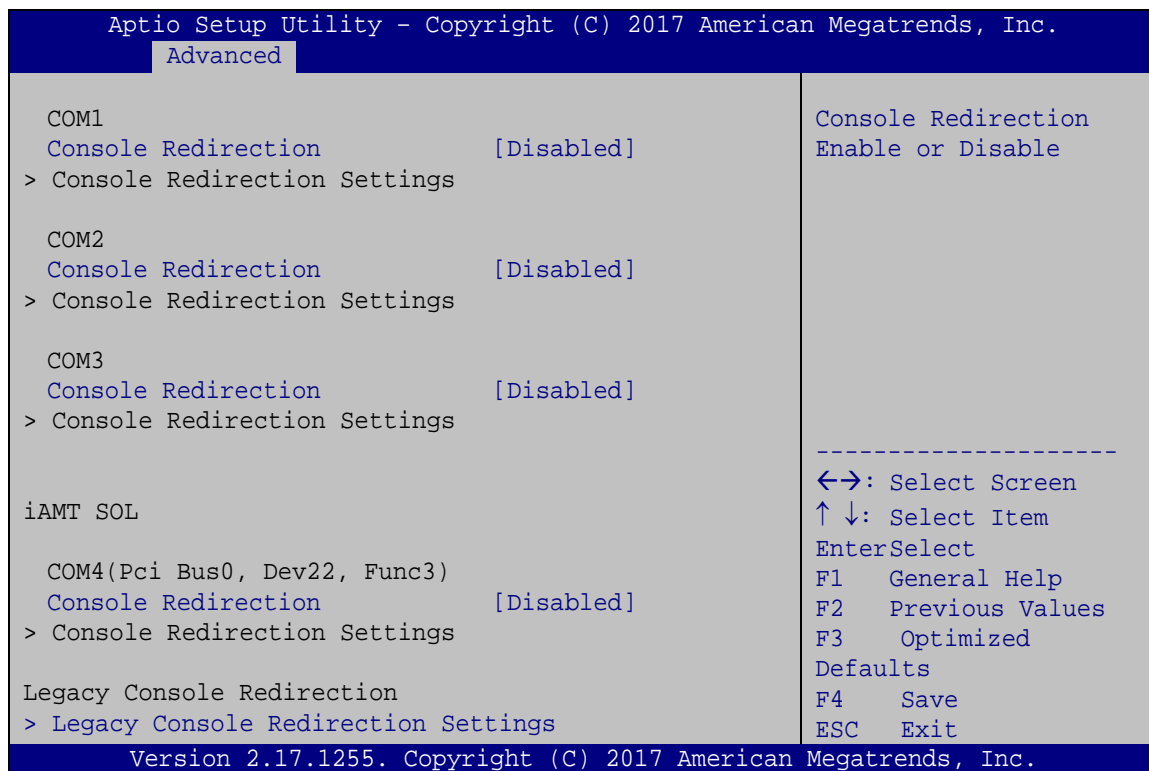 Aptio Setup Utility – Copyright (C) 2017 American Megatrends, Inc.
Advanced
COM1
Console Redirection [Disabled]
> Console Redirection Settings
COM2
Console Redirection [Disabled]
> Console Redirection Settings
COM3
Console Redirection [Disabled]
> Console Redirection Settings
iAMT SOL
COM4(Pci Bus0, Dev22, Func3)
Console Redirection [Disabled]
> Console Redirection Settings
Legacy Console Redirection
> Legacy Console Redirection Settings
Console Redirection
Enable or Disable
---------------------
←→: Select Screen
↑ ↓: Select Item
EnterSelect
F1 General Help
F2 Previous Values
F3 Optimized
Defaults
F4 Save
ESC Exit
Version 2.17.1255. Copyright (C) 2017 American Megatrends, Inc.